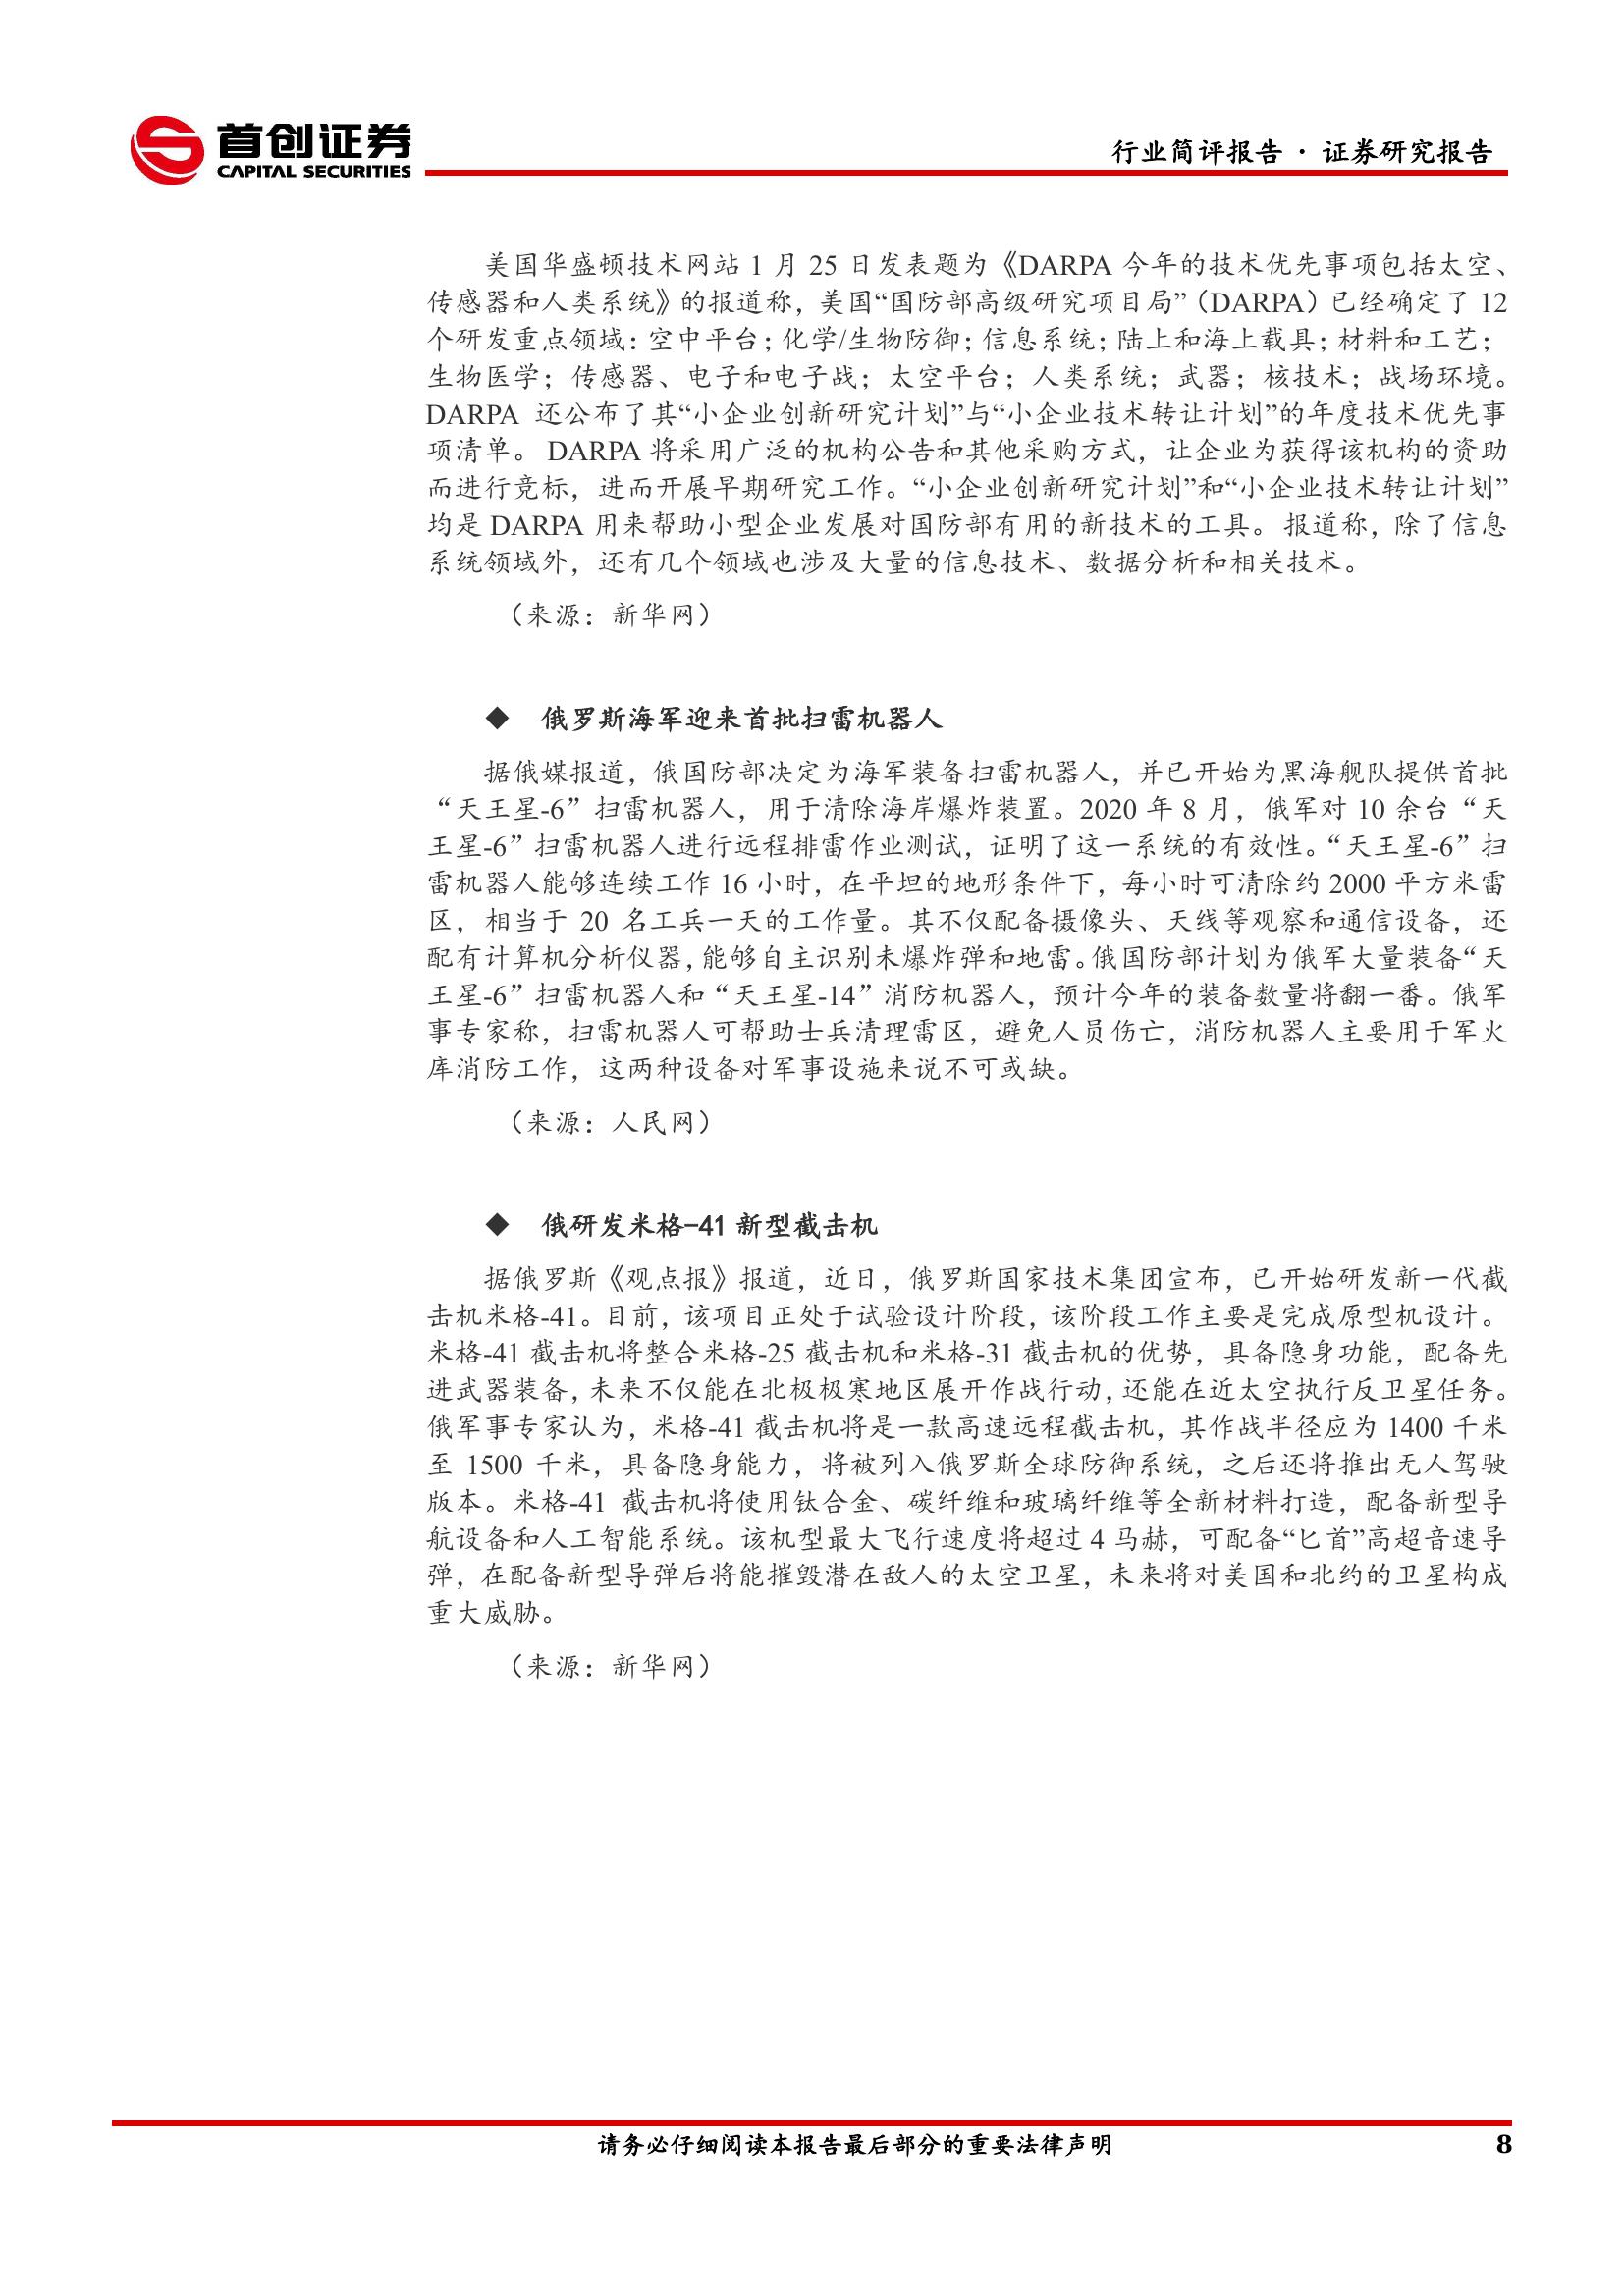 首创证券
CAPITAL SECURITIES
行业简评报告 · 证券研究报告
美国华盛顿技术网站 1 月 25 日发表题为《DARPA 今年的技术优先事项包括太空、
传感器和人类系统》的报道称，美国“国防部高级研究项目局”（DARPA）已经确定了 12
个研发重点领域：空中平台；化学/生物防御；信息系统；陆上和海上载具；材料和工艺；
生物医学；传感器、电子和电子战；太空平台；人类系统；武器；核技术；战场环境。
DARPA 还公布了其“小企业创新研究计划”与“小企业技术转让计划”的年度技术优先事
项清单。 DARPA 将采用广泛的机构公告和其他采购方式，让企业为获得该机构的资助
而进行竞标，进而开展早期研究工作。“小企业创新研究计划”和“小企业技术转让计划”
均是 DARPA 用来帮助小型企业发展对国防部有用的新技术的工具。报道称，除了信息
系统领域外，还有几个领域也涉及大量的信息技术、数据分析和相关技术。
（来源：新华网）
◆ 俄罗斯海军迎来首批扫雷机器人
据俄媒报道，俄国防部决定为海军装备扫雷机器人，并已开始为黑海舰队提供首批
“天王星-6”扫雷机器人，用于清除海岸爆炸装置。2020 年 8 月，俄军对 10 余台“天
王星-6”扫雷机器人进行远程排雷作业测试，证明了这一系统的有效性。“天王星-6”扫
雷机器人能够连续工作 16 小时，在平坦的地形条件下，每小时可清除约 2000 平方米雷
区，相当于 20 名工兵一天的工作量。其不仅配备摄像头、天线等观察和通信设备，还
配有计算机分析仪器，能够自主识别未爆炸弹和地雷。俄国防部计划为俄军大量装备“天
王星-6”扫雷机器人和“天王星-14”消防机器人，预计今年的装备数量将翻一番。俄军
事专家称，扫雷机器人可帮助士兵清理雷区，避免人员伤亡，消防机器人主要用于军火
库消防工作，这两种设备对军事设施来说不可或缺。
（来源：人民网）
◆ 俄研发米格-41 新型截击机
据俄罗斯《观点报》报道，近日，俄罗斯国家技术集团宣布，已开始研发新一代截
击机米格-41。目前，该项目正处于试验设计阶段，该阶段工作主要是完成原型机设计。
米格-41 截击机将整合米格-25 截击机和米格-31 截击机的优势，具备隐身功能，配备先
进武器装备，未来不仅能在北极极寒地区展开作战行动，还能在近太空执行反卫星任务。
俄军事专家认为，米格-41 截击机将是一款高速远程截击机，其作战半径应为 1400 千米
至 1500 千米，具备隐身能力，将被列入俄罗斯全球防御系统，之后还将推出无人驾驶
版本。米格-41 截击机将使用钛合金、碳纤维和玻璃纤维等全新材料打造，配备新型导
航设备和人工智能系统。该机型最大飞行速度将超过 4 马赫，可配备“匕首”高超音速导
弹，在配备新型导弹后将能摧毁潜在敌人的太空卫星，未来将对美国和北约的卫星构成
重大威胁。
（来源：新华网）
请务必仔细阅读本报告最后部分的重要法律声明 8